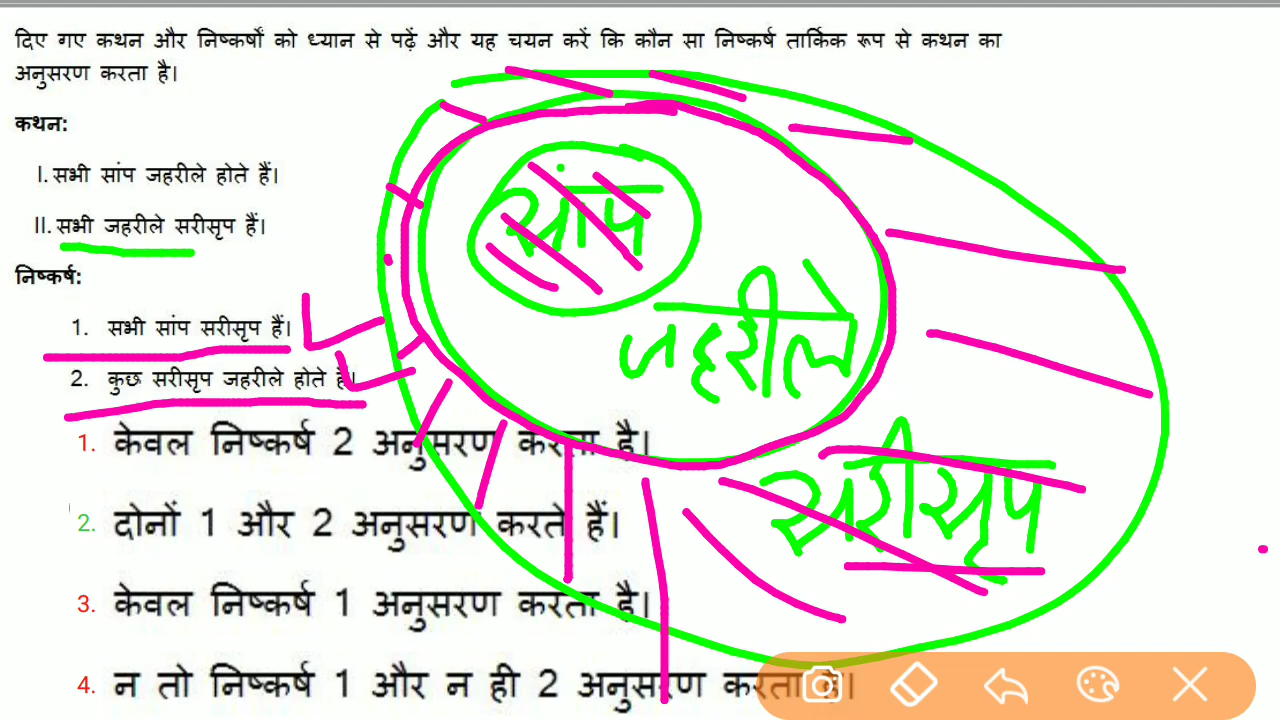 दिए गए कथन और निष्कर्षों को ध्यान से पढ़ें और यह चयन करें कि कौन सा निष्कर्ष तार्किक रूप से कथन का
अनुसरण करता है।
कथन:
I. सभी सांप जहरीले होते हैं।
II. सभी जहरीले सरीसृप हैं।
निष्कर्ष:
1. सभी सांप सरीसृप हैं।
2. कुछ सरीसृप जहरीले होते हैं।
1. केवल निष्कर्ष 2 अनुसरण करता है।
2. दोनों 1 और 2 अनुसरण करते हैं।
3. केवल निष्कर्ष 1 अनुसरण करता है।
4. न तो निष्कर्ष 1 और न ही 2 अनुसरण करता है।
सांप
जहरीले
सरीसृप